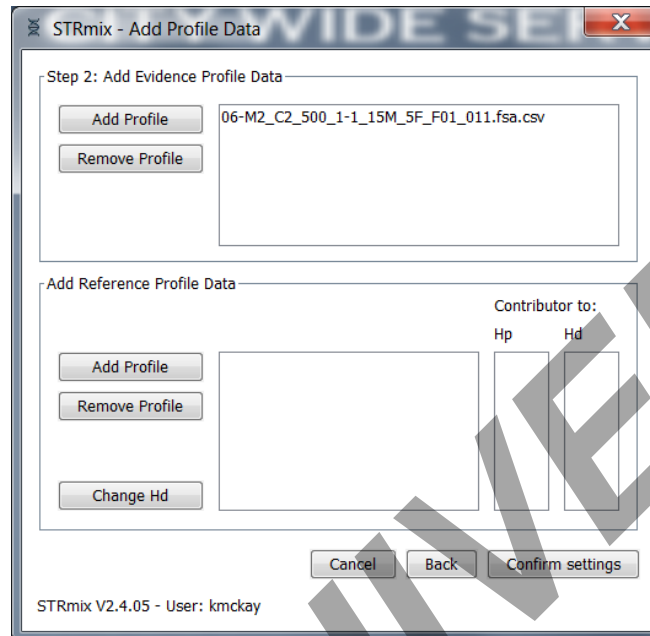 STRmix - Add Profile Data
Step 2: Add Evidence Profile Data
Add Profile
06-M2_C2_500_1-1_15M_5F_F01_011.fsa.csv
Remove Profile
Add Reference Profile Data
Contributor to:
Hp Hd
Add Profile
Remove Profile
Change Hd
Cancel Back Confirm settings
STRmix V2.4.05 - User: kmckay